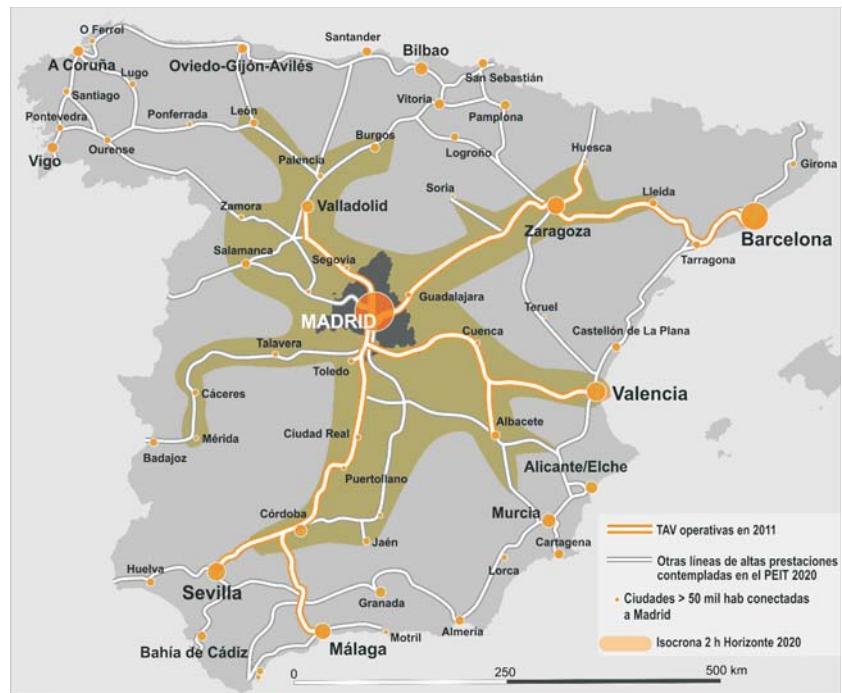 O Ferrol
A Coruña
Lugo
Santiago
Pontevedra
Vigo
Ourense
Ponferrada
Oviedo-Gijón-Avilés
León
Santander
Bilbao
San Sebastián
Vitoria
Pamplona
Burgos
Logroño
Palencia
Huesca
Girona
Soria
Lleida
Zamora
Valladolid
Zaragoza
Barcelona
Tarragona
Salamanca
Segovia
Guadalajara
MADRID
Teruel
Cuenca
Castellón de La Plana
Talavera
Toledo
Valencia
Cáceres
Mérida
Badajoz
Ciudad Real
Albacete
Puertollano
Alicante/Elche
Córdoba
Jaén
Murcia
Cartagena
Lorca
Huelva
Sevilla
Granada
Almería
Motril
Málaga
Bahía de Cádiz
TAV operativas en 2011
Otras líneas de altas prestaciones
contempladas en el PEIT 2020
Ciudades > 50 mil hab conectadas
a Madrid
Isocrona 2 h Horizonte 2020
0 250 500 km